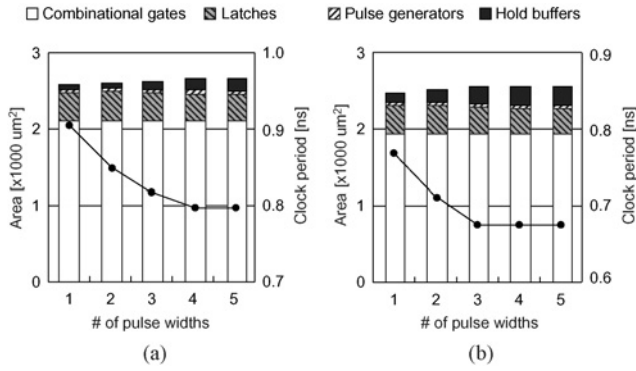 Combinational gates Latches Pulse generators Hold buffers
3 1.0
2 0.9
1 0.8
0 0.7
Area [x1000 um²]
Clock period [ns]
1 2 3 4 5
# of pulse widths
(a)
3 0.9
2 0.8
1 0.7
0 0.6
Area [x1000 um²]
Clock period [ns]
1 2 3 4 5
# of pulse widths
(b)